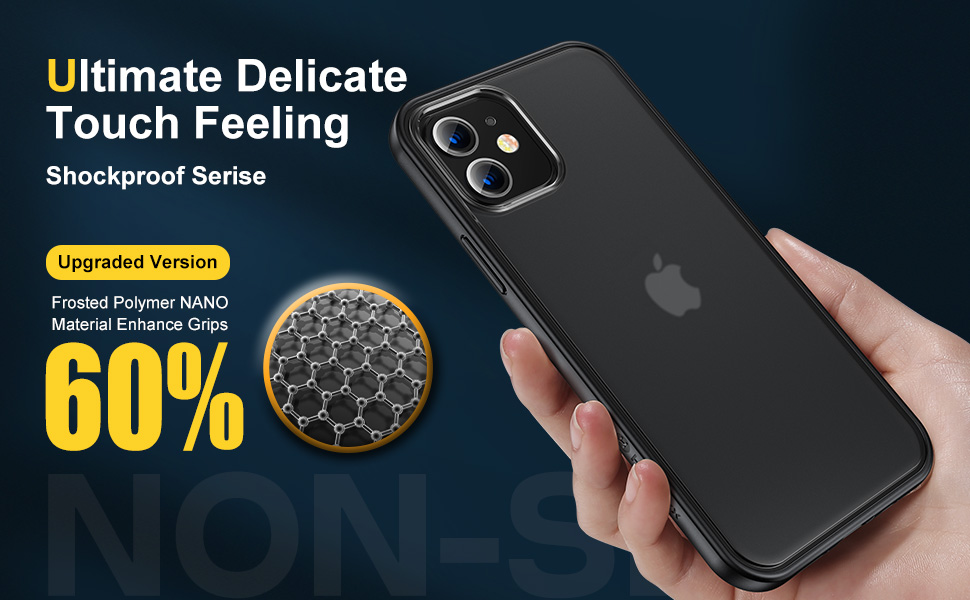 Ultimate Delicate
Touch Feeling
Shockproof Serise
Upgraded Version
Frosted Polymer NANO
Material Enhance Grips
60%